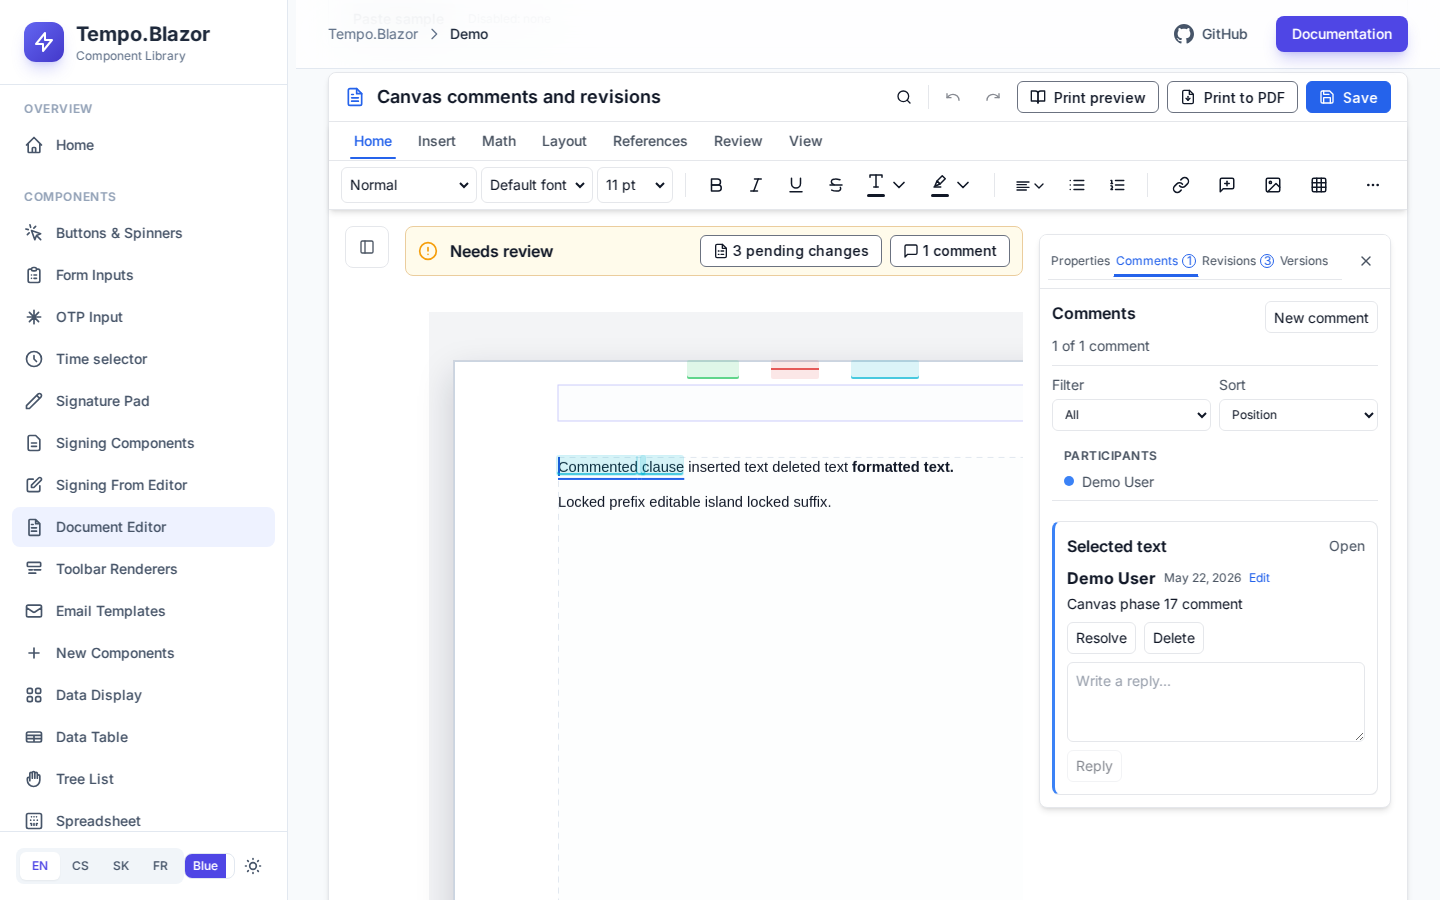 Tempo.Blazor
Component Library
OVERVIEW
Home
COMPONENTS
Buttons & Spinners
Form Inputs
OTP Input
Time selector
Signature Pad
Signing Components
Signing From Editor
Document Editor
Toolbar Renderers
Email Templates
New Components
Data Display
Data Table
Tree List
Spreadsheet
EN CS SK FR Blue
Tempo.Blazor Demo
GitHub
Documentation
Canvas comments and revisions
Print preview
Print to PDF
Save
Home Insert Math Layout References Review View
Normal Default font 11 pt
Needs review
3 pending changes
1 comment
Commented clause inserted text deleted text formatted text.
Locked prefix editable island locked suffix.
Properties Comments 1 Revisions 3 Versions
Comments
New comment
1 of 1 comment
Filter Sort
All Position
PARTICIPANTS
Demo User
Selected text Open
Demo User May 22, 2026 Edit
Canvas phase 17 comment
Resolve Delete
Write a reply...
Reply